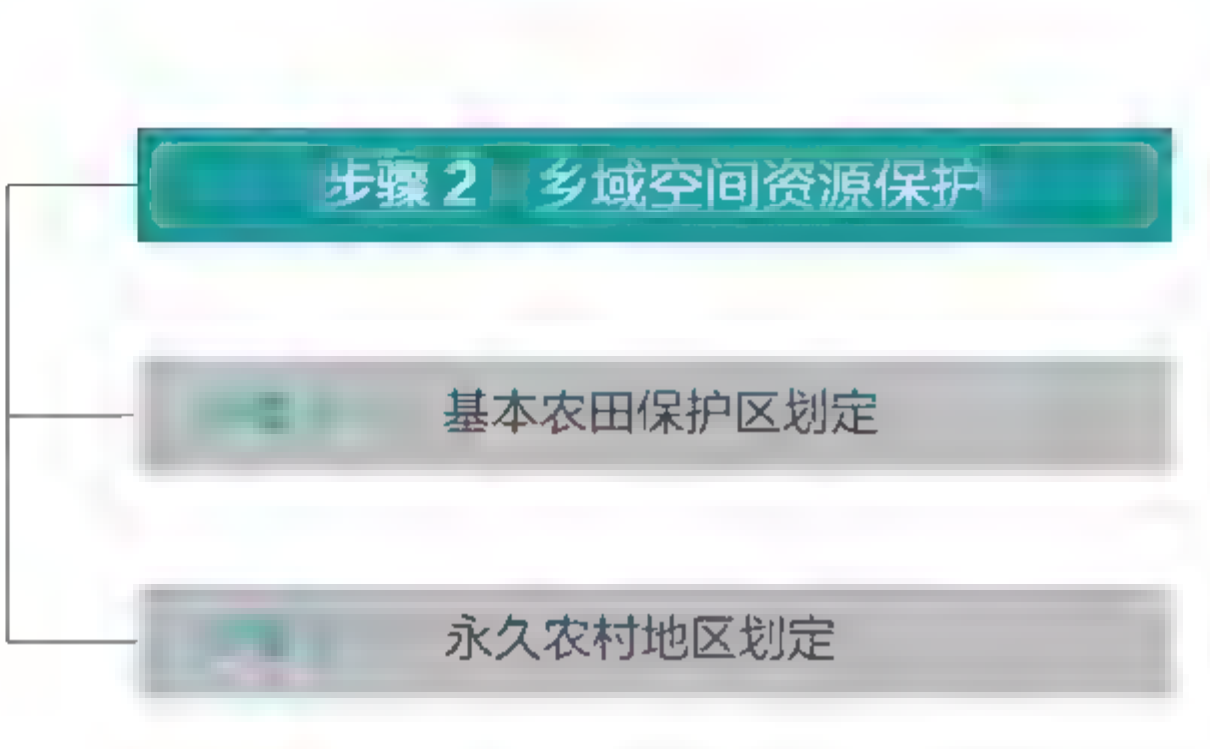 步骤 2 乡域空间资源保护
基本农田保护区划定
永久农村地区划定